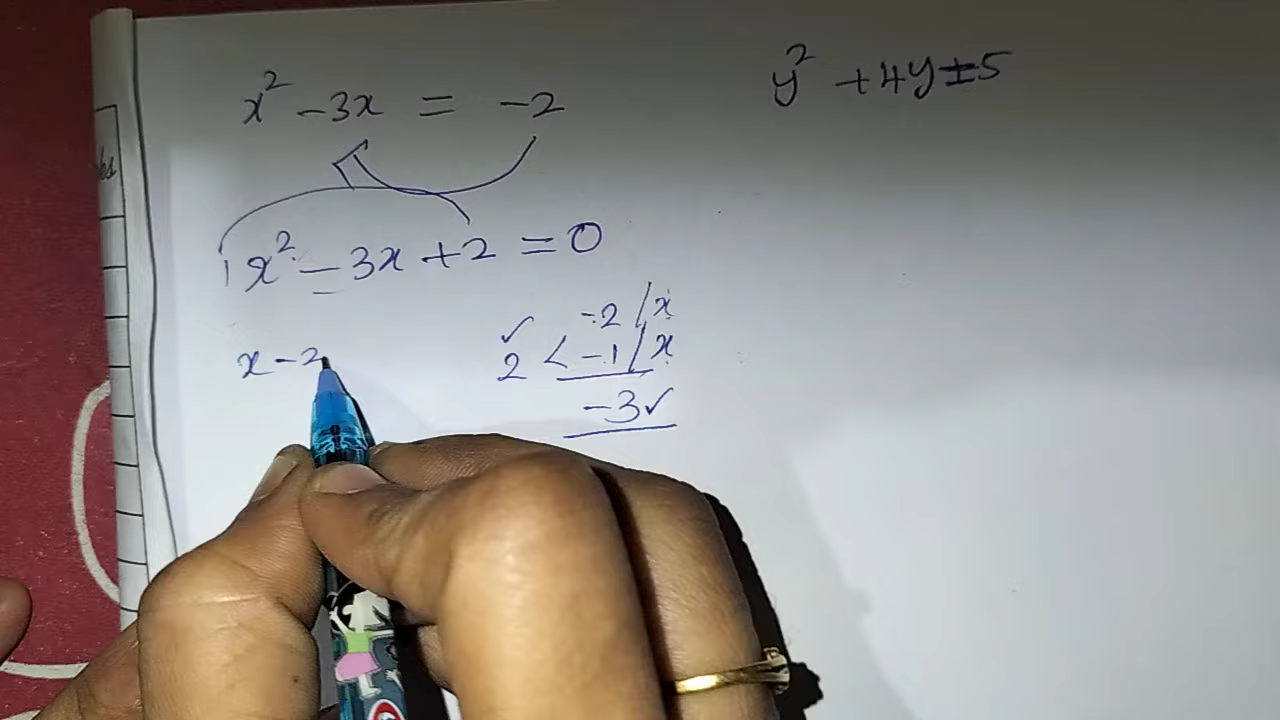 x² - 3x = -2
y² + 4y ± 5
1x² - 3x + 2 = 0
-2/x
✓
2 < -1/x
x - 2
-3✓